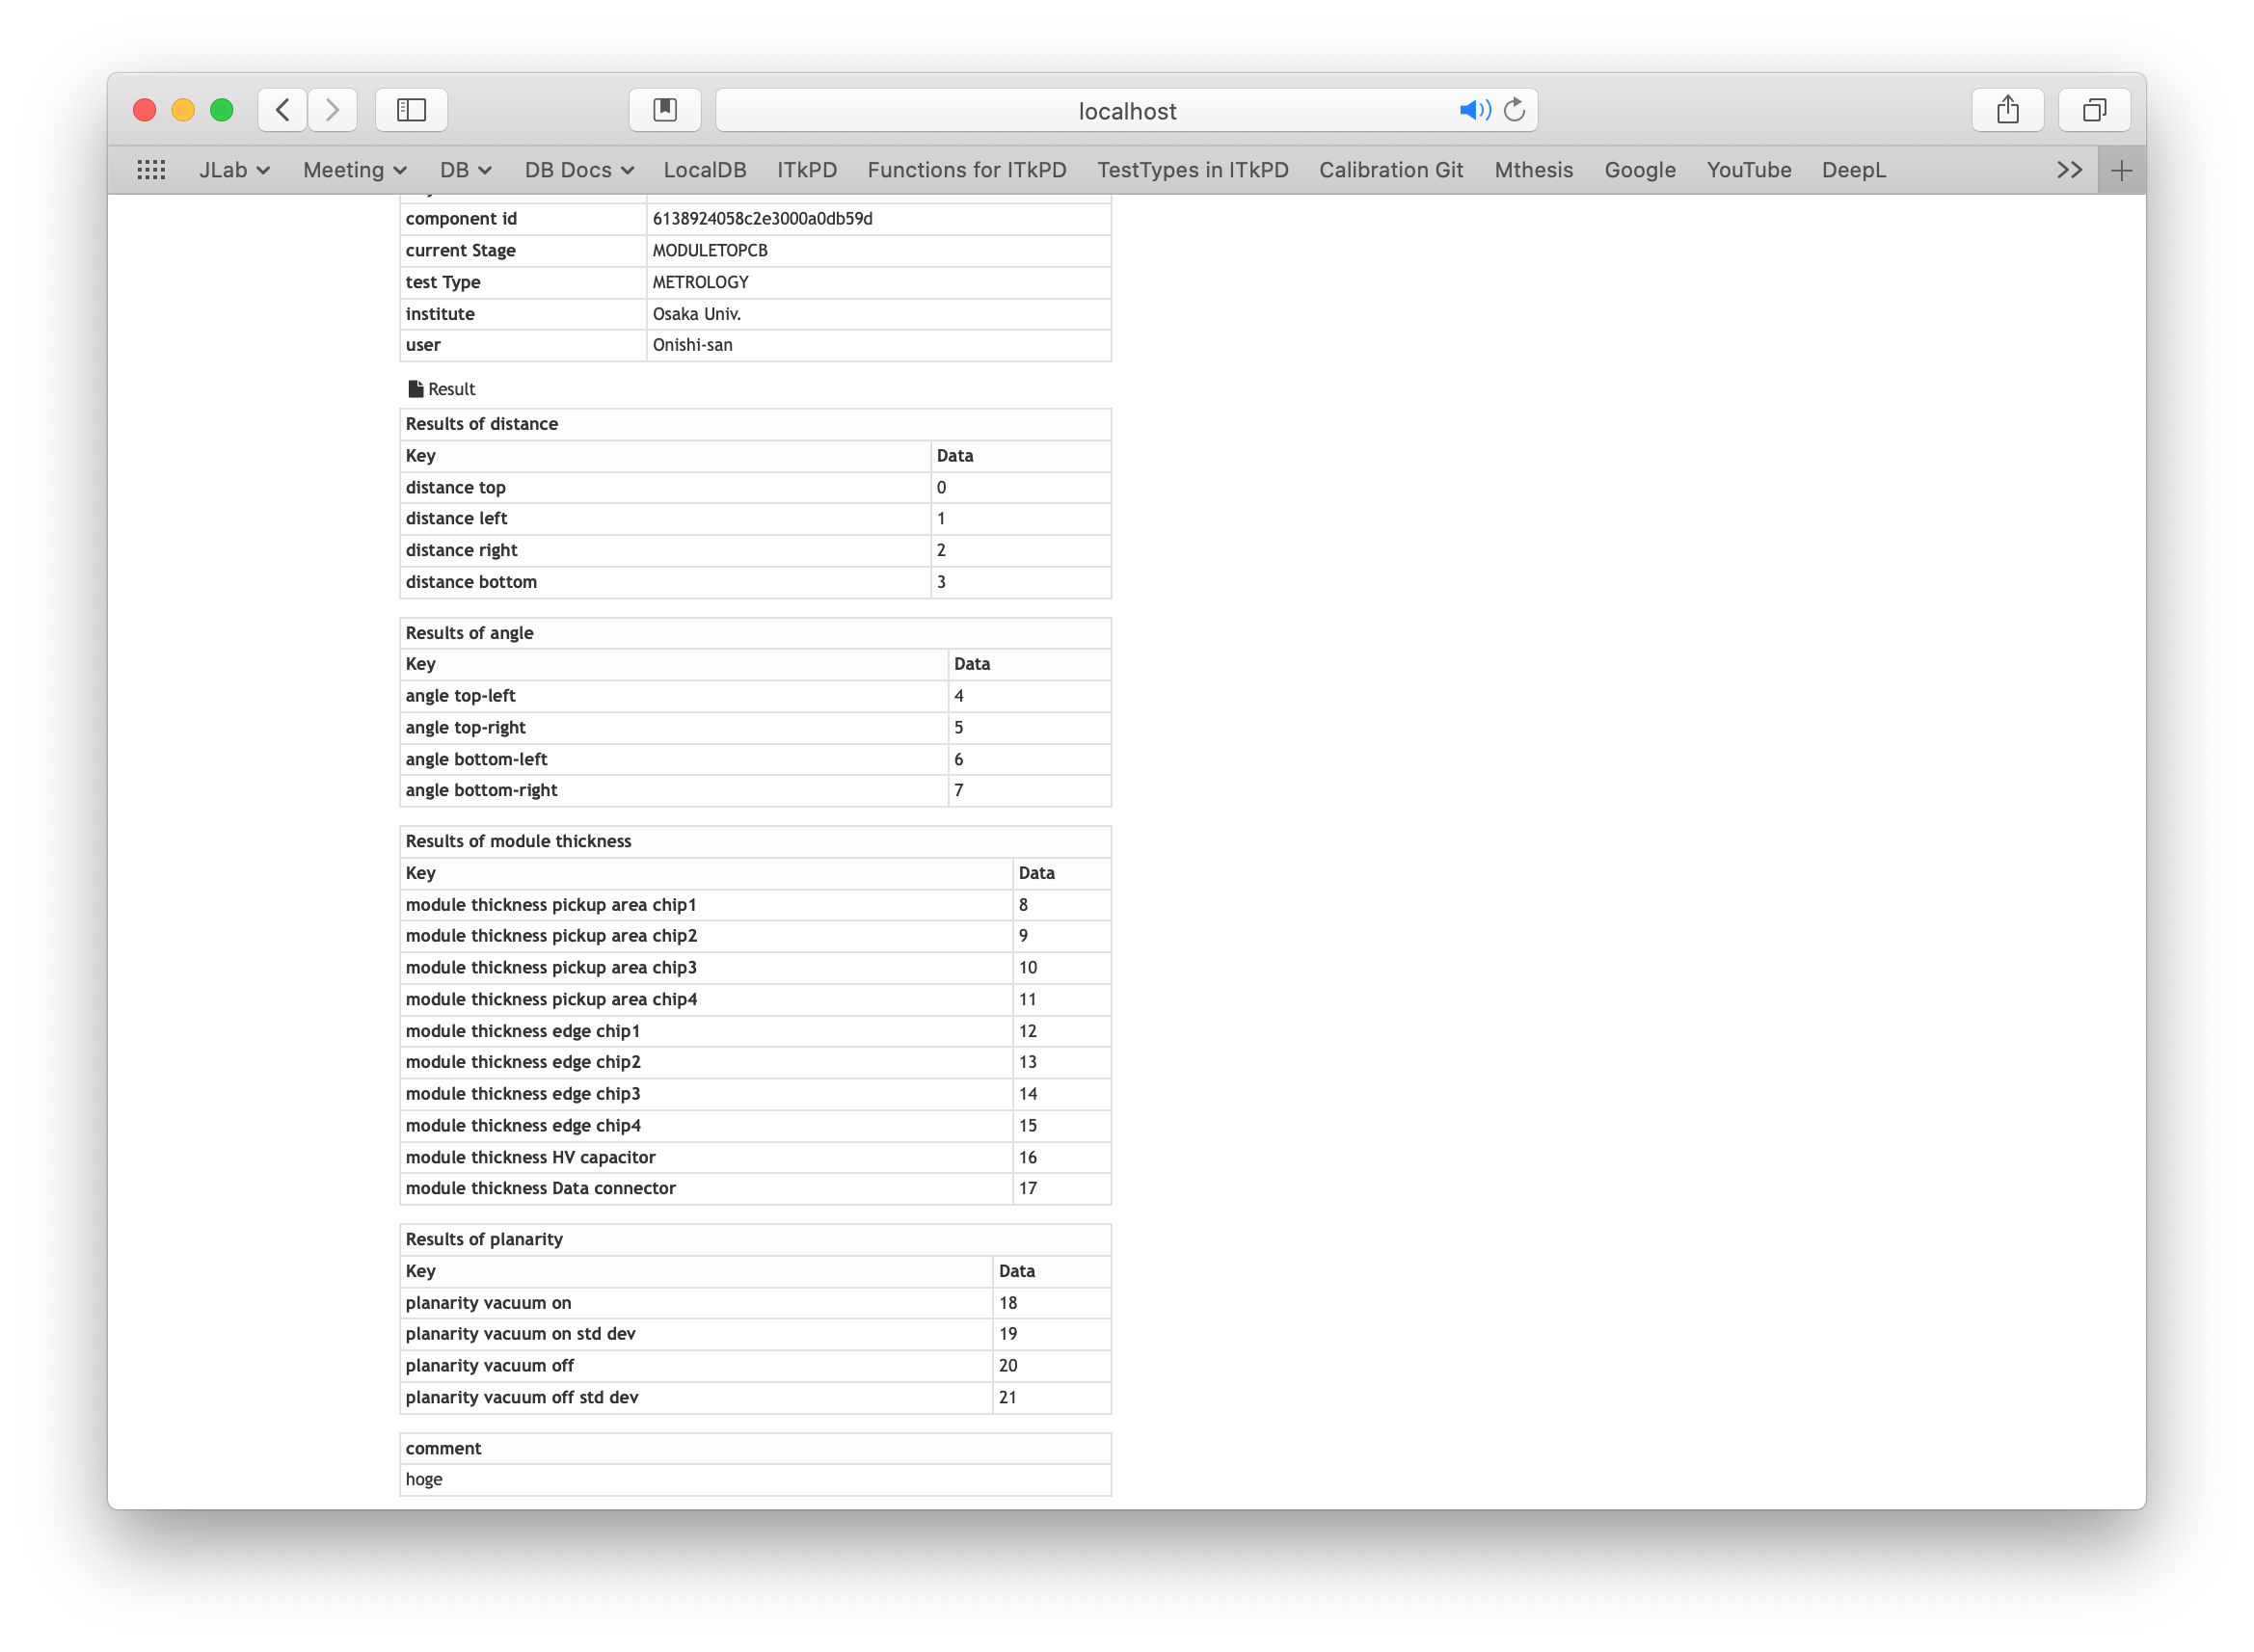 localhost
JLab Meeting DB DB Docs LocalDB ITkPD Functions for ITkPD TestTypes in ITkPD Calibration Git Mthesis Google YouTube DeepL
component id 6138924058c2e3000a0db59d
current Stage MODULETOPCB
test Type METROLOGY
institute Osaka Univ.
user Onishi-san
Result
Results of distance
Key Data
distance top 0
distance left 1
distance right 2
distance bottom 3
Results of angle
Key Data
angle top-left 4
angle top-right 5
angle bottom-left 6
angle bottom-right 7
Results of module thickness
Key Data
module thickness pickup area chip1 8
module thickness pickup area chip2 9
module thickness pickup area chip3 10
module thickness pickup area chip4 11
module thickness edge chip1 12
module thickness edge chip2 13
module thickness edge chip3 14
module thickness edge chip4 15
module thickness HV capacitor 16
module thickness Data connector 17
Results of planarity
Key Data
planarity vacuum on 18
planarity vacuum on std dev 19
planarity vacuum off 20
planarity vacuum off std dev 21
comment
hoge